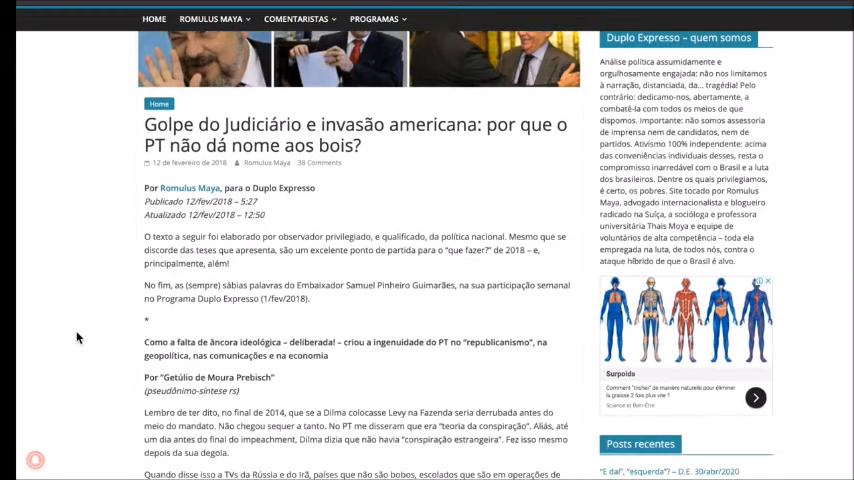 HOME
ROMULUS MAYA
COMENTARISTAS
PROGRAMAS
Home
Golpe do Judiciário e invasão americana: por que o
PT não dá nome aos bois?
12 de fevereiro de 2018 Romulus Maya 38 Comments
Por Romulus Maya, para o Duplo Expresso
Publicado 12/fev/2018 – 5:27
Atualizado 12/fev/2018 – 12:50
O texto a seguir foi elaborado por observador privilegiado, e qualificado, da política nacional. Mesmo que se
discorde das teses que apresenta, são um excelente ponto de partida para o “que fazer?” de 2018 – e,
principalmente, além!
No fim, as (sempre) sábias palavras do Embaixador Samuel Pinheiro Guimarães, na sua participação semanal
no Programa Duplo Expresso (1/fev/2018).
*
Como a falta de âncora ideológica – deliberada! – criou a ingenuidade do PT no “republicanismo”, na
geopolítica, nas comunicações e na economia
Por “Getúlio de Moura Prebisch”
(pseudônimo-síntese rs)
Lembro de ter dito, no final de 2014, que se a Dilma colocasse Levy na Fazenda seria derrubada antes do
meio do mandato. Não chegou sequer a tanto. No PT me disseram que era “teoria da conspiração”. Aliás, até
um dia antes do final do impeachment, Dilma dizia que não havia “conspiração estrangeira”. Fez isso mesmo
depois da sua degola.
Quando disse isso a TVs da Rússia e do Irã, países que não são bobos, escolados que são em operações de
Duplo Expresso – quem somos
Análise política assumidamente e
orgulhosamente engajada: não nos limitamos
à narração, distanciada, da... tragédia! Pelo
contrário: dedicamo-nos, abertamente, a
combatê-la com todos os meios de que
dispomos. Importante: não somos assessoria
de imprensa nem de candidatos, nem de
partidos. Ativismo 100% independente: acima
das conveniências individuais desses, resta o
compromisso inarredável com o Brasil e a luta
dos brasileiros. Dentre os quais privilegiamos,
é certo, os pobres. Site tocado por Romulus
Maya, advogado internacionalista e blogueiro
radicado na Suíça, a socióloga e professora
universitária Thais Moya e equipe de
voluntários de alta competência – toda ela
empregada na luta, de todos nós, contra o
ataque híbrido de que o Brasil é alvo.
Surpoids
Comment "tricher" de manière naturelle pour éliminer
la graisse 2 fois plus vite ?
Science et Bien-Être
Posts recentes
“E daí”, “esquerda”? – D.E. 30/abr/2020